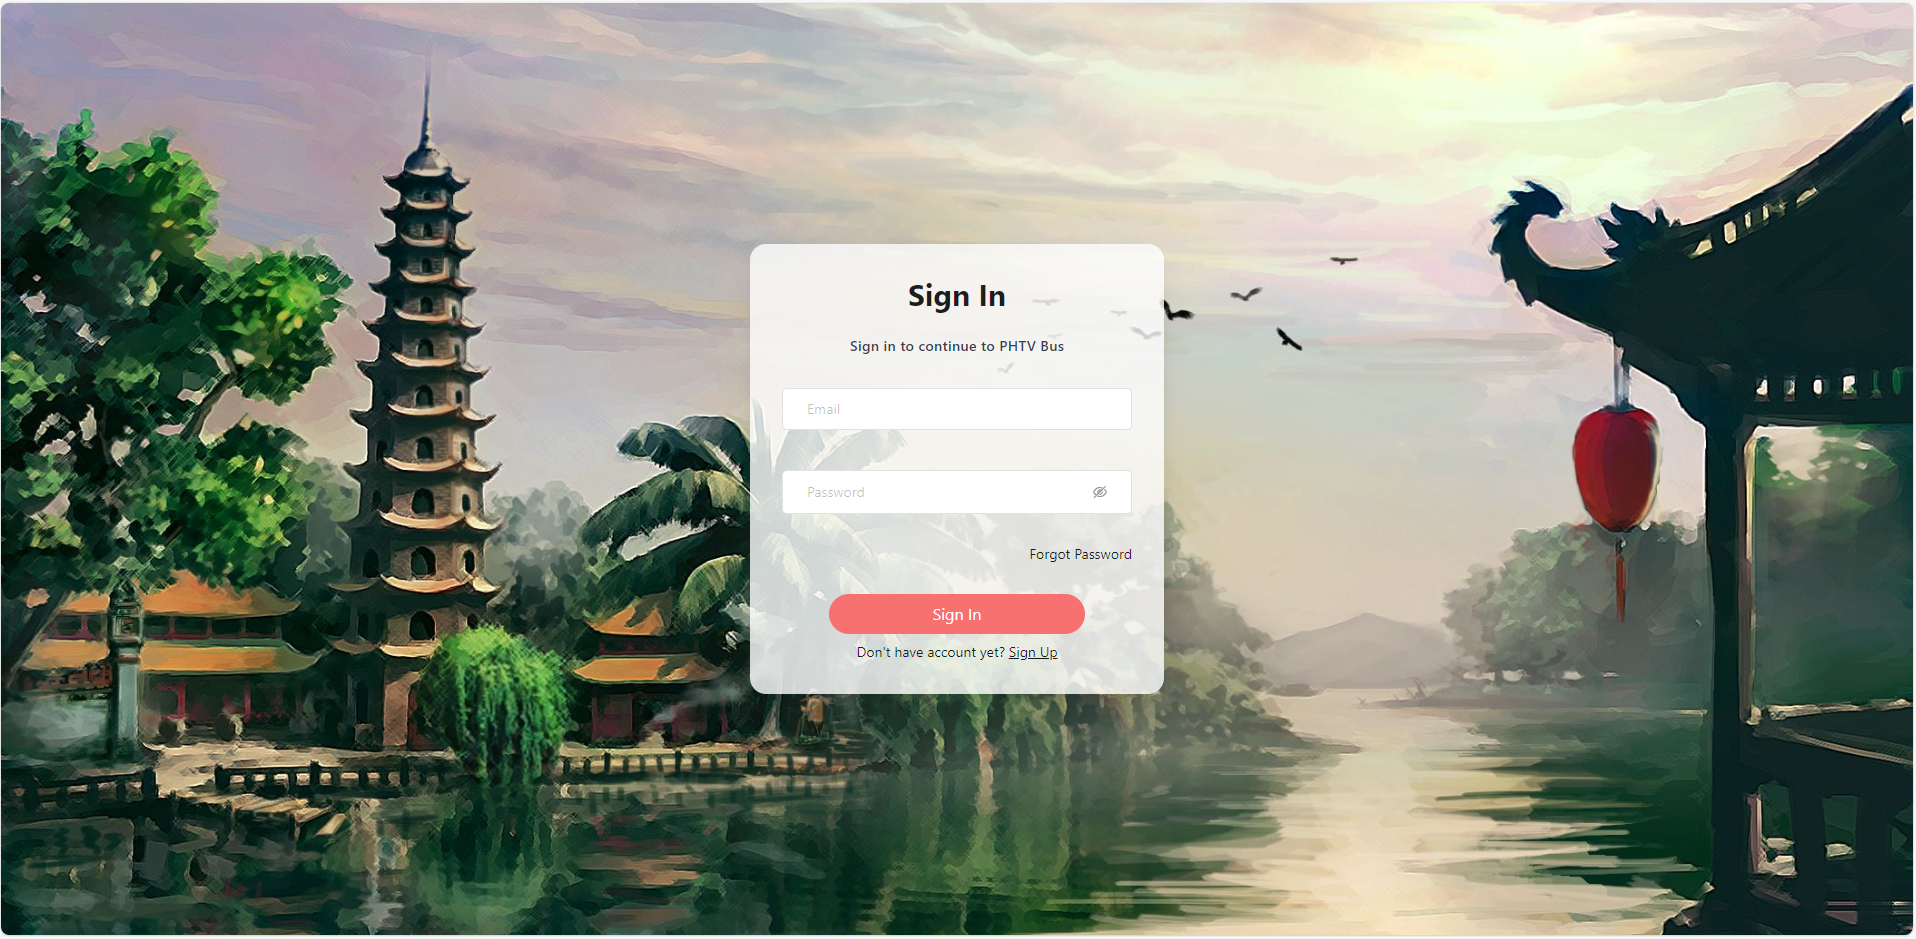 Sign In
Sign in to continue to PHTV Bus
Email
Password
Forgot Password
Sign In
Don't have account yet? Sign Up